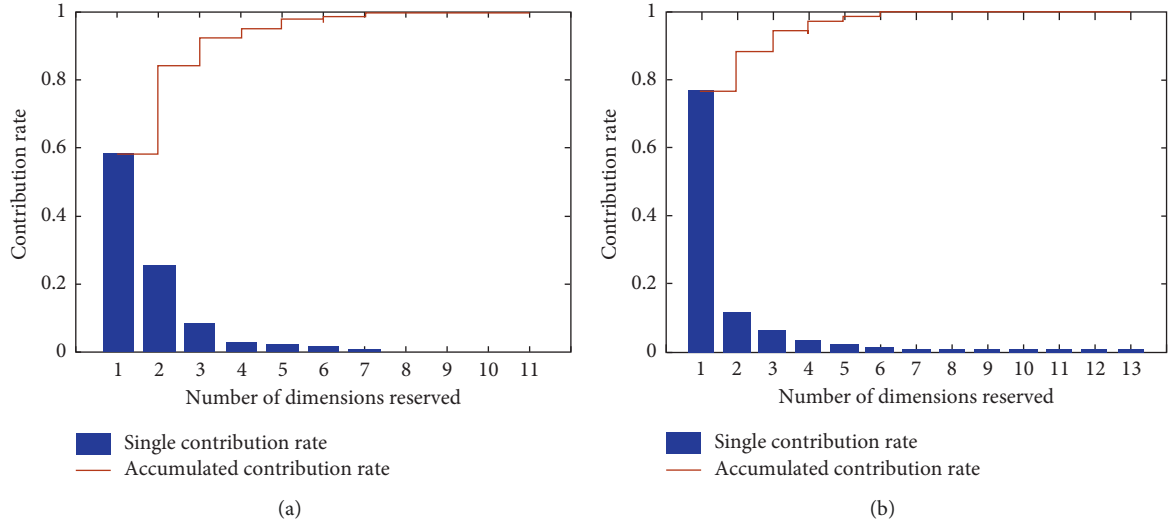 1
0.8
0.6
0.4
0.2
0
Contribution rate
1 2 3 4 5 6 7 8 9 10 11
Number of dimensions reserved
Single contribution rate
Accumulated contribution rate
(a)
1
0.8
0.6
0.4
0.2
0
Contribution rate
1 2 3 4 5 6 7 8 9 10 11 12 13
Number of dimensions reserved
Single contribution rate
Accumulated contribution rate
(b)